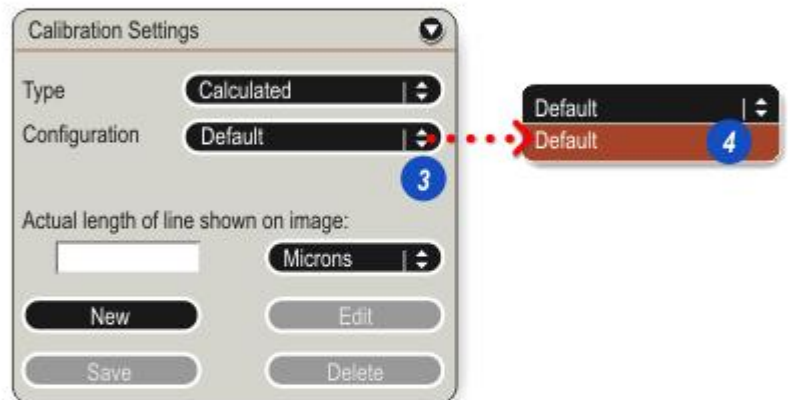 Calibration Settings
Type Calculated
Configuration Default
3
Actual length of line shown on image:
Microns
New Edit
Save Delete
Default
Default 4